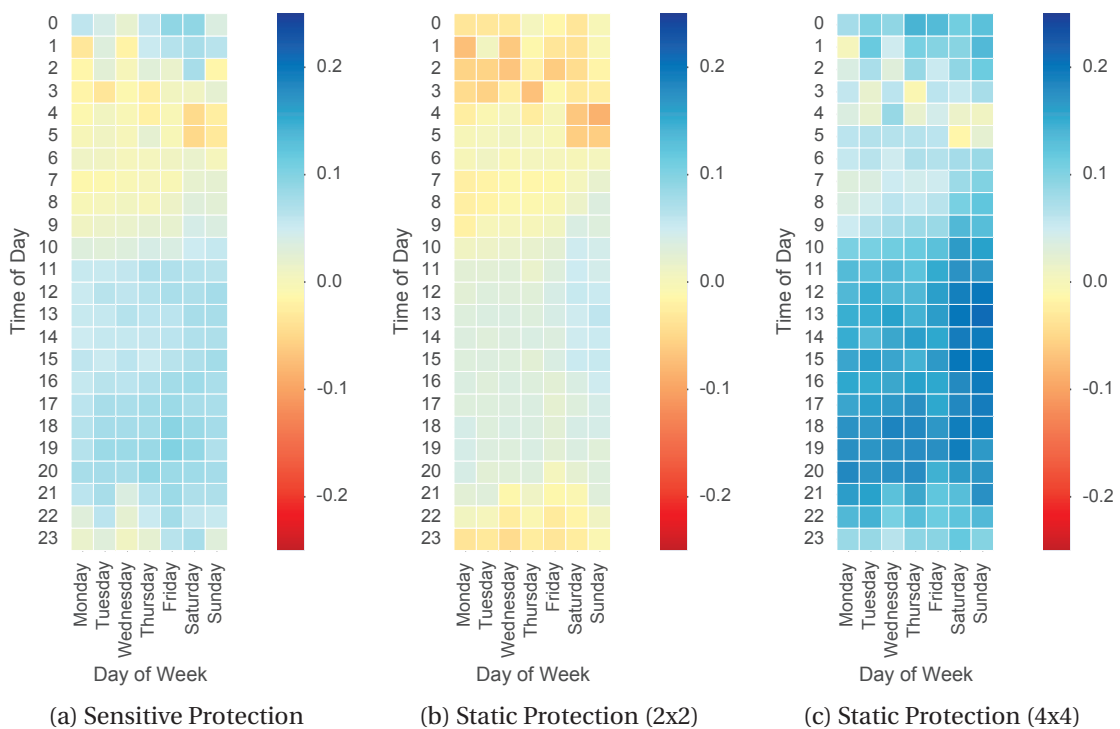 Time of Day
0
1
2
3
4
5
6
7
8
9
10
11
12
13
14
15
16
17
18
19
20
21
22
23
Monday
Tuesday
Wednesday
Thursday
Friday
Saturday
Sunday
Day of Week
0.2
0.1
0.0
-0.1
-0.2
(a) Sensitive Protection
Time of Day
0
1
2
3
4
5
6
7
8
9
10
11
12
13
14
15
16
17
18
19
20
21
22
23
Monday
Tuesday
Wednesday
Thursday
Friday
Saturday
Sunday
Day of Week
0.2
0.1
0.0
-0.1
-0.2
(b) Static Protection (2x2)
Time of Day
0
1
2
3
4
5
6
7
8
9
10
11
12
13
14
15
16
17
18
19
20
21
22
23
Monday
Tuesday
Wednesday
Thursday
Friday
Saturday
Sunday
Day of Week
0.2
0.1
0.0
-0.1
-0.2
(c) Static Protection (4x4)